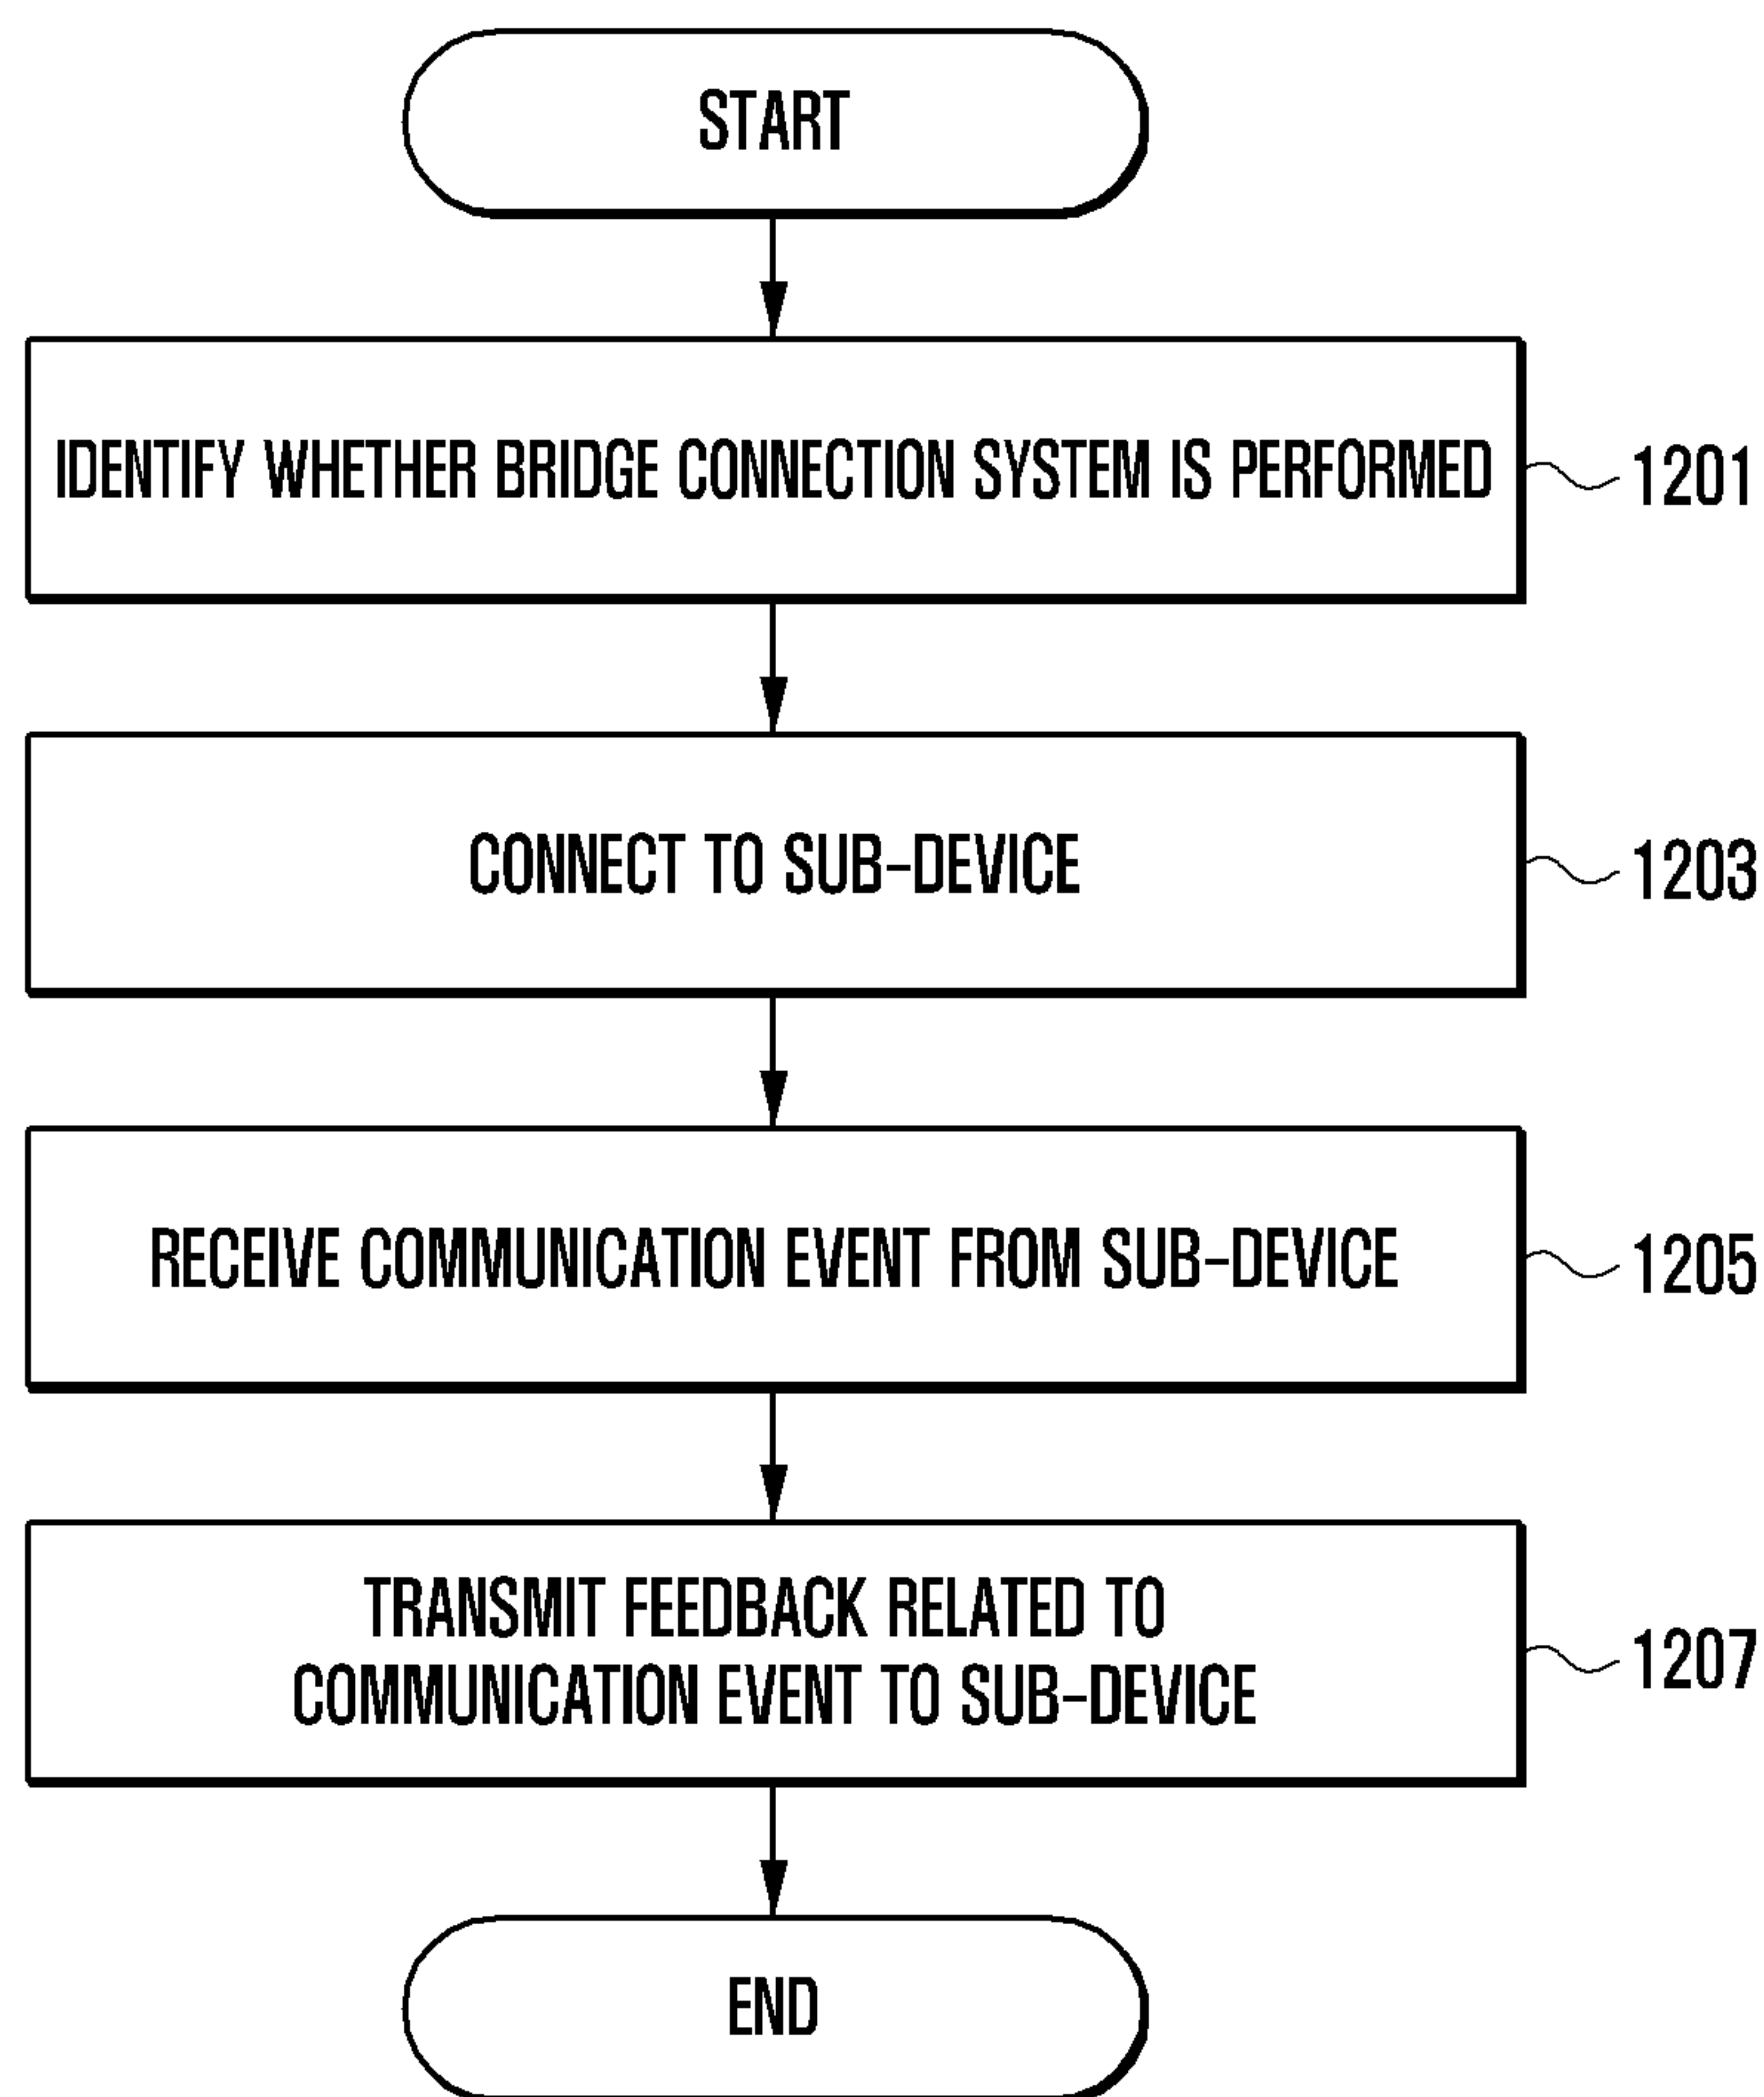 START
IDENTIFY WHETHER BRIDGE CONNECTION SYSTEM IS PERFORMED
1201
CONNECT TO SUB-DEVICE
1203
RECEIVE COMMUNICATION EVENT FROM SUB-DEVICE
1205
TRANSMIT FEEDBACK RELATED TO
COMMUNICATION EVENT TO SUB-DEVICE
1207
END